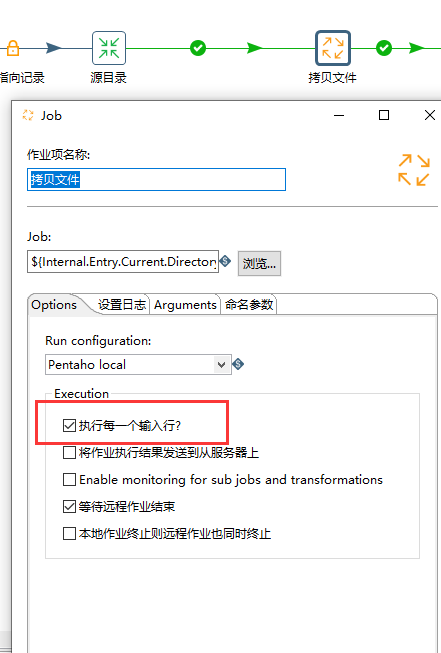 指向记录
源目录
拷贝文件
Job
作业项名称:
拷贝文件
Job:
${Internal.Entry.Current.Directory
浏览...
Options 设置日志 Arguments 命名参数
Run configuration:
Pentaho local
Execution
执行每一个输入行?
将作业执行结果发送到从服务器上
Enable monitoring for sub jobs and transformations
等待远程作业结束
本地作业终止则远程作业也同时终止